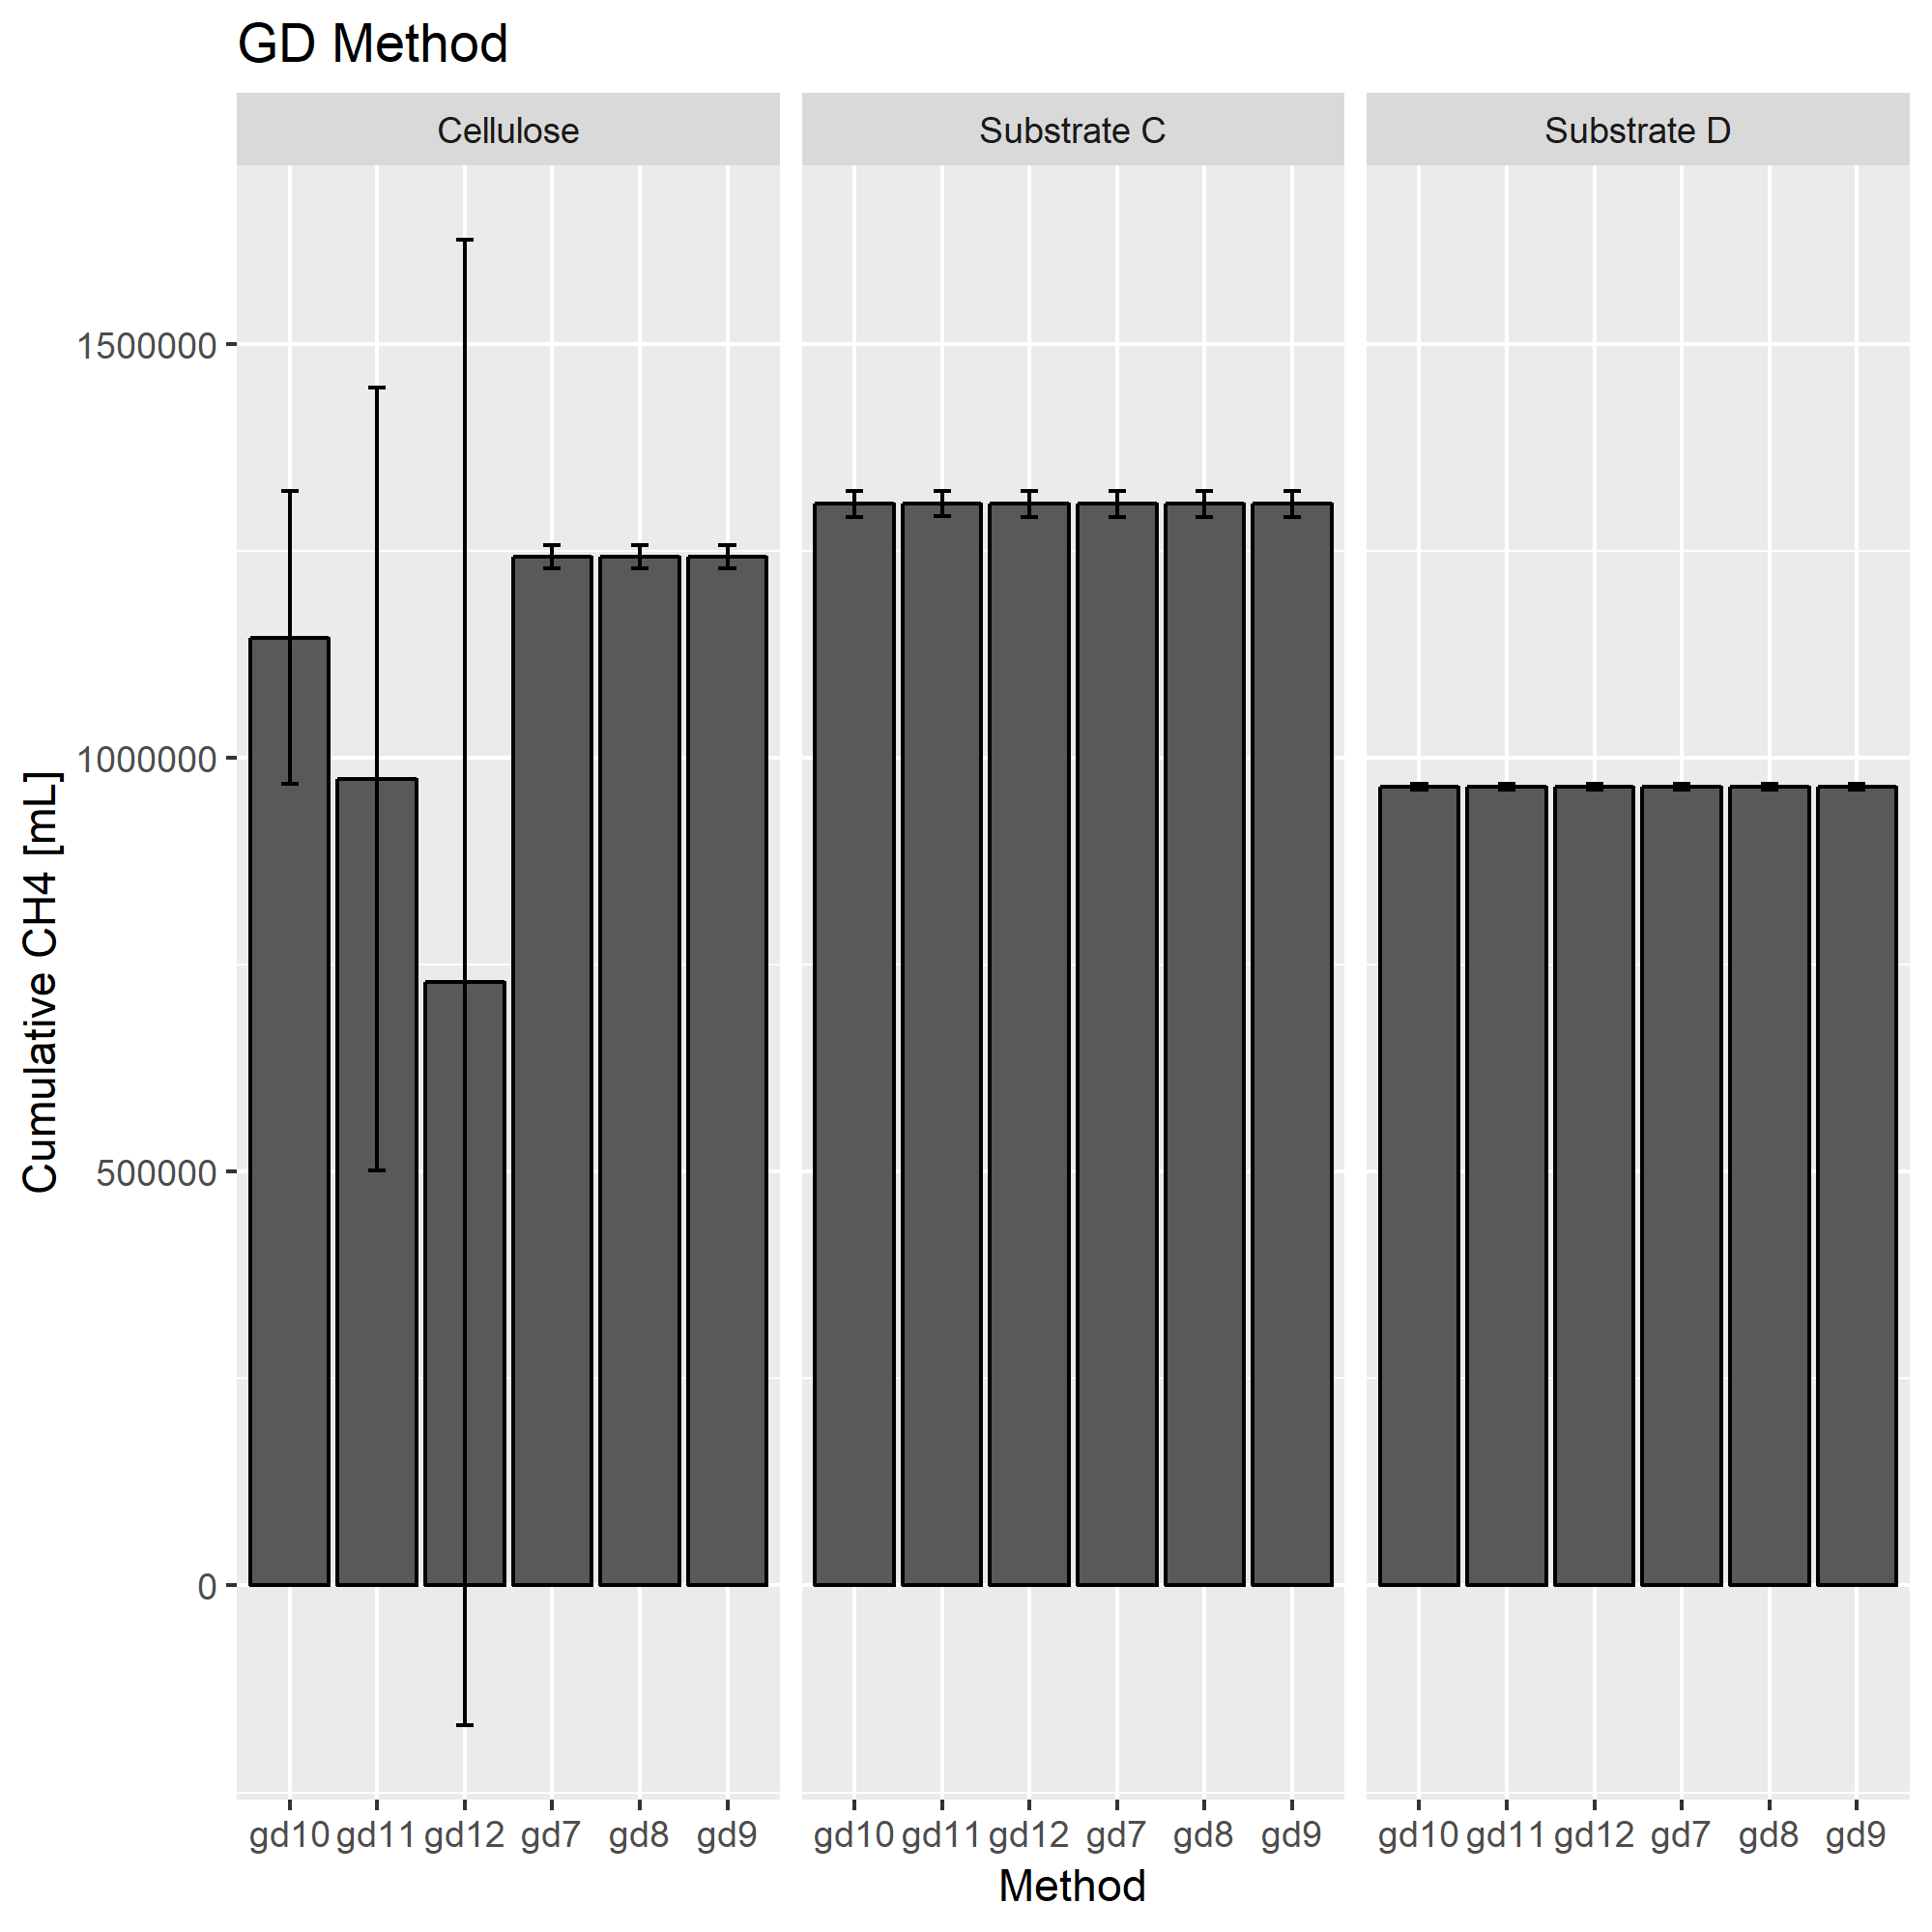 GD Method
Cellulose Substrate C Substrate D
Cumulative CH4 [mL]
1500000
1000000
500000
0
gd10 gd11 gd12 gd7 gd8 gd9 gd10 gd11 gd12 gd7 gd8 gd9 gd10 gd11 gd12 gd7 gd8 gd9
Method